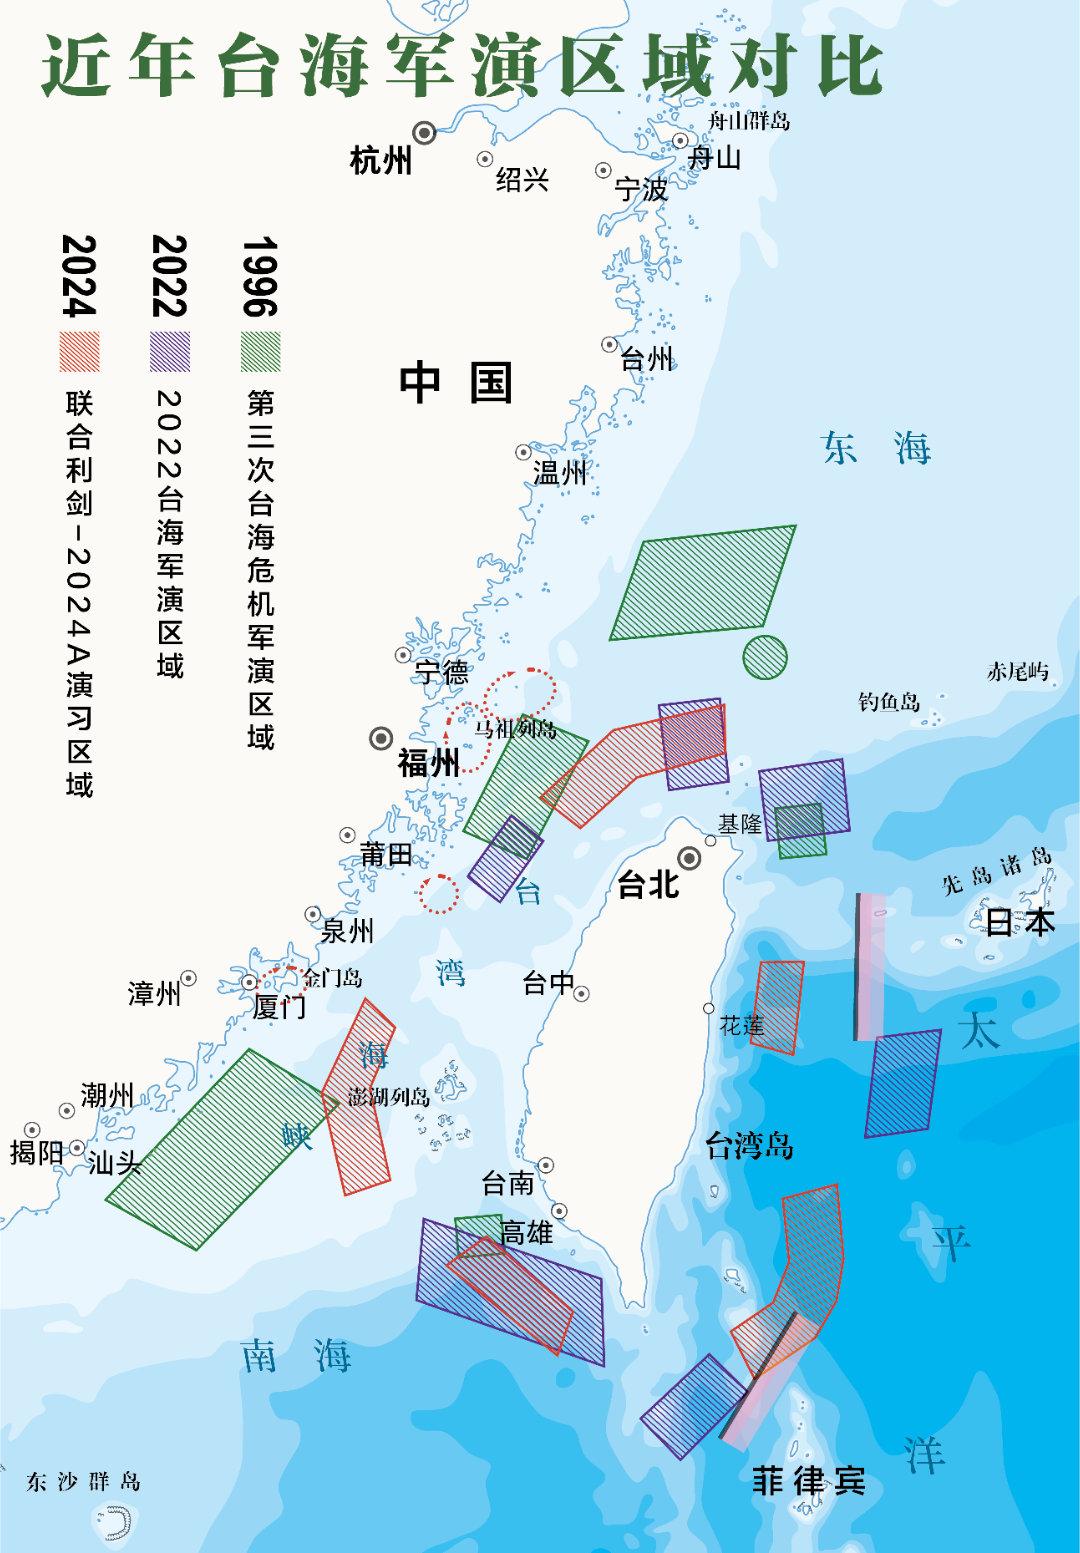 近年台海军演区域对比
舟山群岛
杭州
舟山
绍兴
宁波
1996
第三次台海危机军演区域
2022
2022台海军演区域
2024
联合利剑-2024A演习区域
台州
中国
东海
温州
宁德
赤尾屿
钓鱼岛
马祖列岛
福州
基隆
莆田
先岛诸岛
台北
台湾海峡
日本
泉州
金门岛
台中
漳州
厦门
花莲
太平洋
潮州
澎湖列岛
揭阳
汕头
台湾岛
台南
高雄
南海
东沙群岛
菲律宾